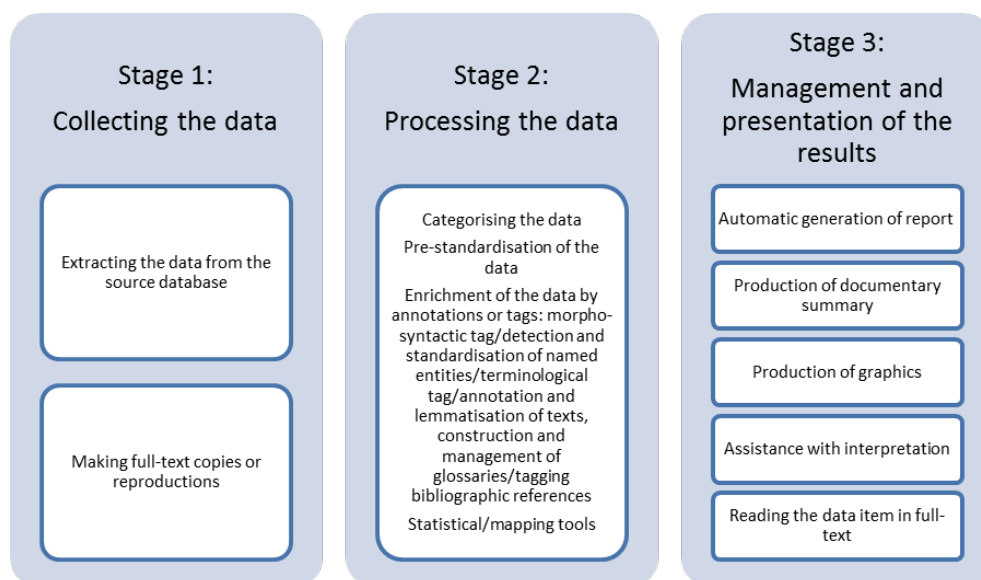 Stage 1:
Collecting the data
Extracting the data from the
source database
Making full-text copies or
reproductions
Stage 2:
Processing the data
Categorising the data
Pre-standardisation of the
data
Enrichment of the data by
annotations or tags: morpho-
syntactic tag/detection and
standardisation of named
entities/terminological
tag/annotation and
lemmatisation of texts,
construction and
management of
glossaries/tagging
bibliographic references
Statistical/mapping tools
Stage 3:
Management and
presentation of the
results
Automatic generation of report
Production of documentary
summary
Production of graphics
Assistance with interpretation
Reading the data item in full-
text